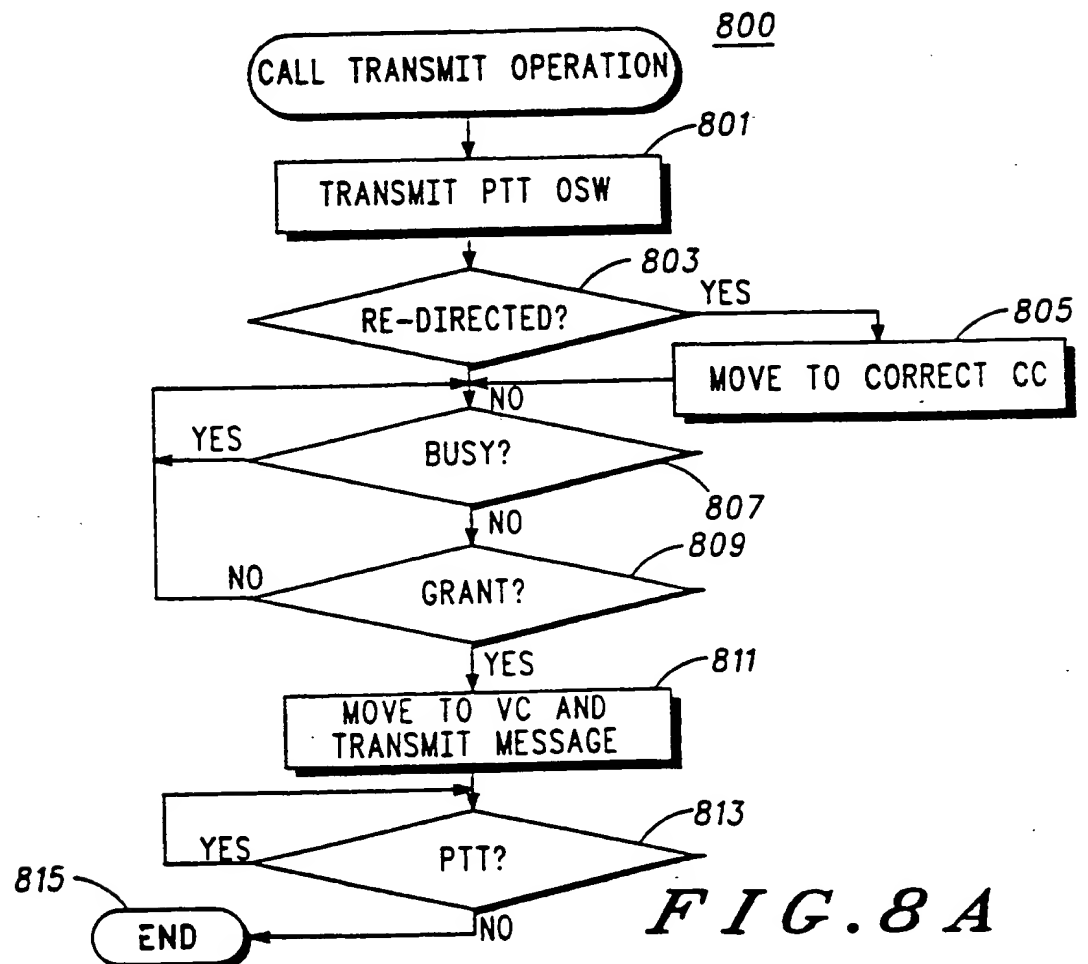 800
CALL TRANSMIT OPERATION
801
TRANSMIT PTT OSW
803
RE-DIRECTED?
YES
805
MOVE TO CORRECT CC
NO
YES
BUSY?
807
NO
809
NO
GRANT?
YES
811
MOVE TO VC AND
TRANSMIT MESSAGE
813
YES
PTT?
815
END
NO
FIG.8A